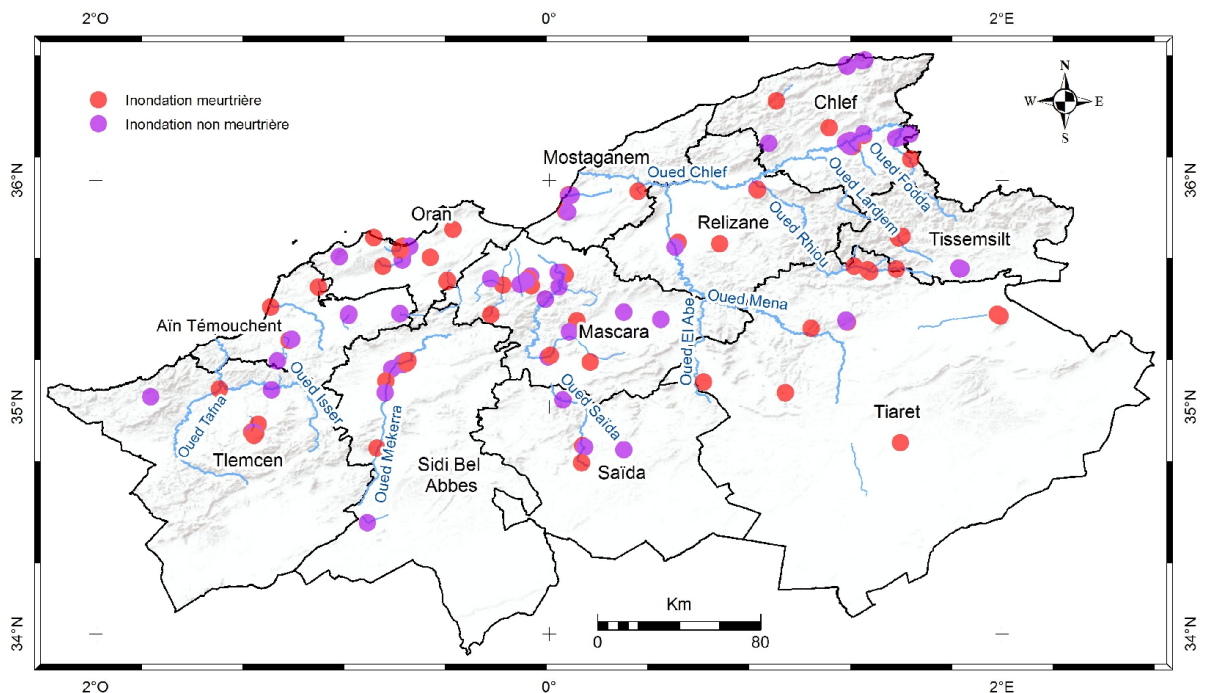 2°O 0° 2°E
Inondation meurtrière
Inondation non meurtrière
N
W E
S
Chlef
Mostaganem
Oued Chlef
Oued Fodda
Oued Lardjem
36°N 36°N
Oran
Relizane
Oued Rhiou
Tissemsilt
Oued Mena
Aïn Témouchent
Mascara
Oued El Abe
Oued Isser
35°N 35°N
Oued Tafna
Oued Mekerra
Oued Saïda
Tiaret
Tlemcen
Sidi Bel
Abbes
Saïda
Km
0 80
34°N 34°N
2°O 0° 2°E